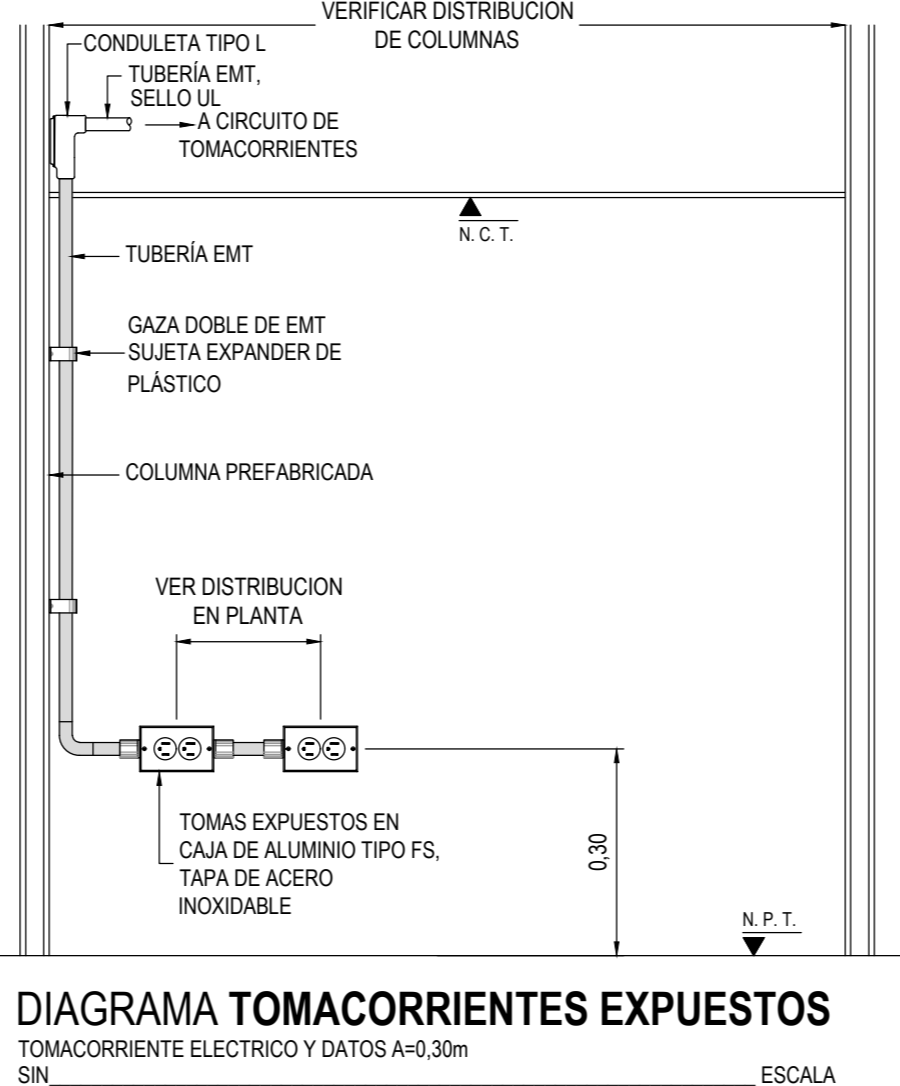 VERIFICAR DISTRIBUCION
DE COLUMNAS
CONDULETA TIPO L
TUBERÍA EMT,
SELLO UL
A CIRCUITO DE
TOMACORRIENTES
N. C. T.
TUBERÍA EMT
GAZA DOBLE DE EMT
SUJETA EXPANDER DE
PLÁSTICO
COLUMNA PREFABRICADA
VER DISTRIBUCION
EN PLANTA
TOMAS EXPUESTOS EN
CAJA DE ALUMINIO TIPO FS,
TAPA DE ACERO
INOXIDABLE
0,30
N. P. T.
DIAGRAMA TOMACORRIENTES EXPUESTOS
TOMACORRIENTE ELECTRICO Y DATOS A=0,30m
SIN ESCALA